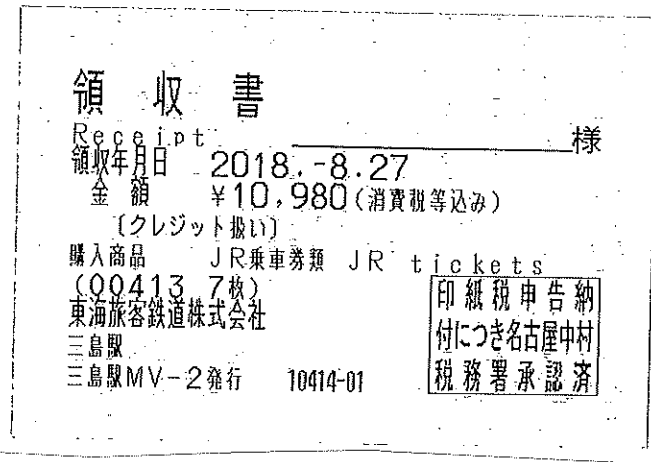 領収書
Receipt 様
領収年月日 2018.-8.27
金額 ¥10,980(消費税等込み)
〔クレジット扱い〕
購入商品 JR乗車券類 JR tickets
(00413 7枚)
東海旅客鉄道株式会社
三島駅
三島駅MV-2発行 10414-01
印紙税申告納
付につき名古屋中村
税務署承認済